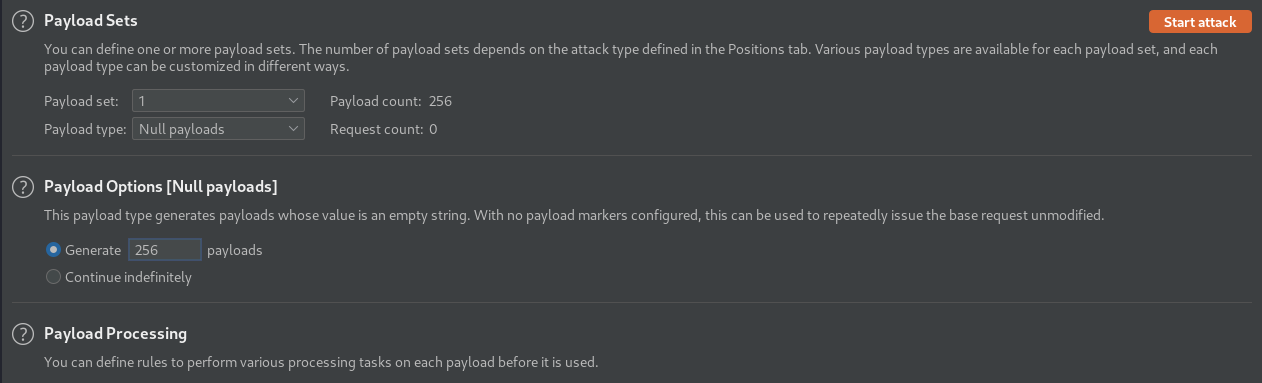 Payload Sets
Start attack
You can define one or more payload sets. The number of payload sets depends on the attack type defined in the Positions tab. Various payload types are available for each payload set, and each
payload type can be customized in different ways.
Payload set: 1 Payload count: 256
Payload type: Null payloads Request count: 0
Payload Options [Null payloads]
This payload type generates payloads whose value is an empty string. With no payload markers configured, this can be used to repeatedly issue the base request unmodified.
Generate 256 payloads
Continue indefinitely
Payload Processing
You can define rules to perform various processing tasks on each payload before it is used.